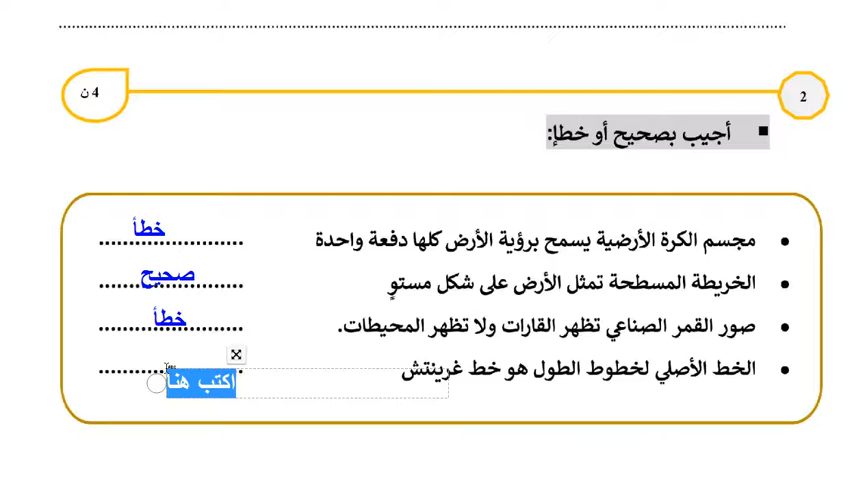 2
4 ن
أجيب بصحيح أو خطإ:
مجسم الكرة الأرضية يسمح برؤية الأرض كلها دفعة واحدة ........................ خطأ
الخريطة المسطحة تمثل الأرض على شكل مستوٍ ........................ صحيح
صور القمر الصناعي تظهر القارات ولا تظهر المحيطات. ........................ خطأ
الخط الأصلي لخطوط الطول هو خط غرينتش ........................
اكتب هنا